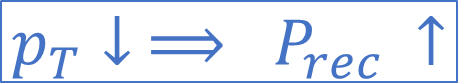 p_T ↓ ⟹ P_rec ↑